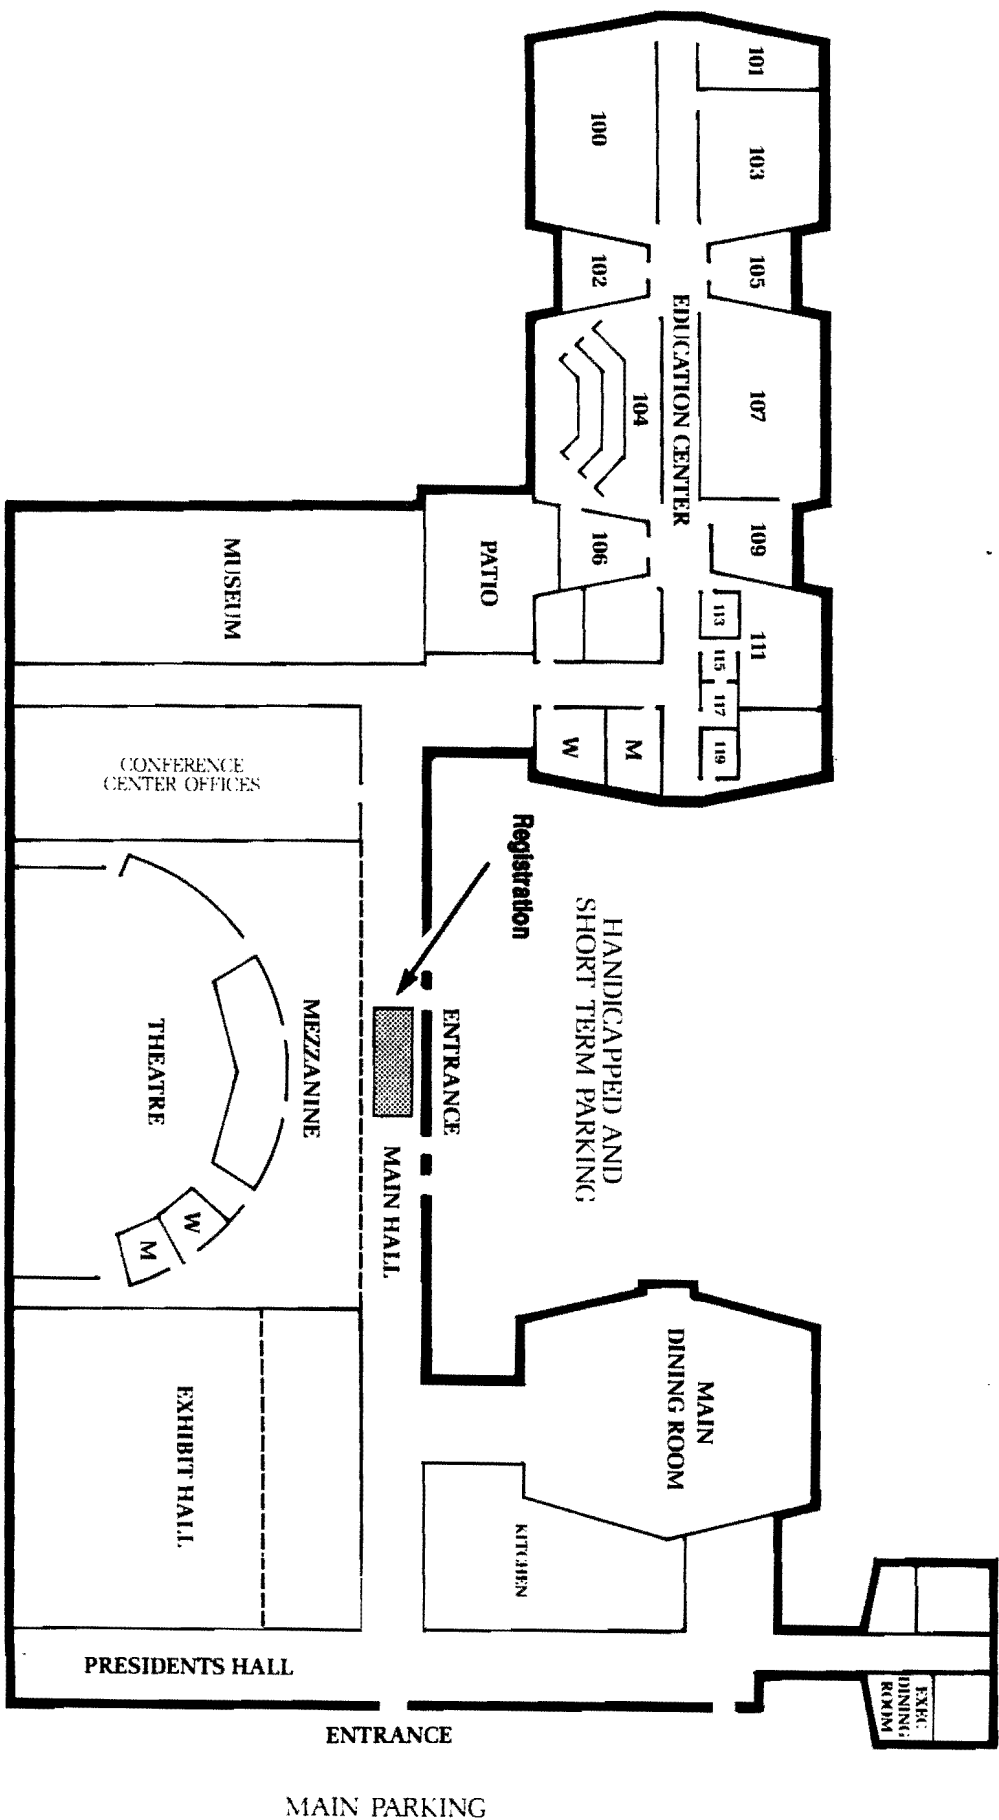 101
100
103
102
105
EDUCATION CENTER
104
107
106
109
PATIO
MUSEUM
113
111
115
117
119
W
M
CONFERENCE
CENTER OFFICES
Registration
HANDICAPPED AND
SHORT TERM PARKING
ENTRANCE
MEZZANINE
THEATRE
MAIN HALL
W
M
MAIN
DINING ROOM
EXHIBIT HALL
KITCHEN
PRESIDENTS HALL
EXEC
DINING
ROOM
ENTRANCE
MAIN PARKING